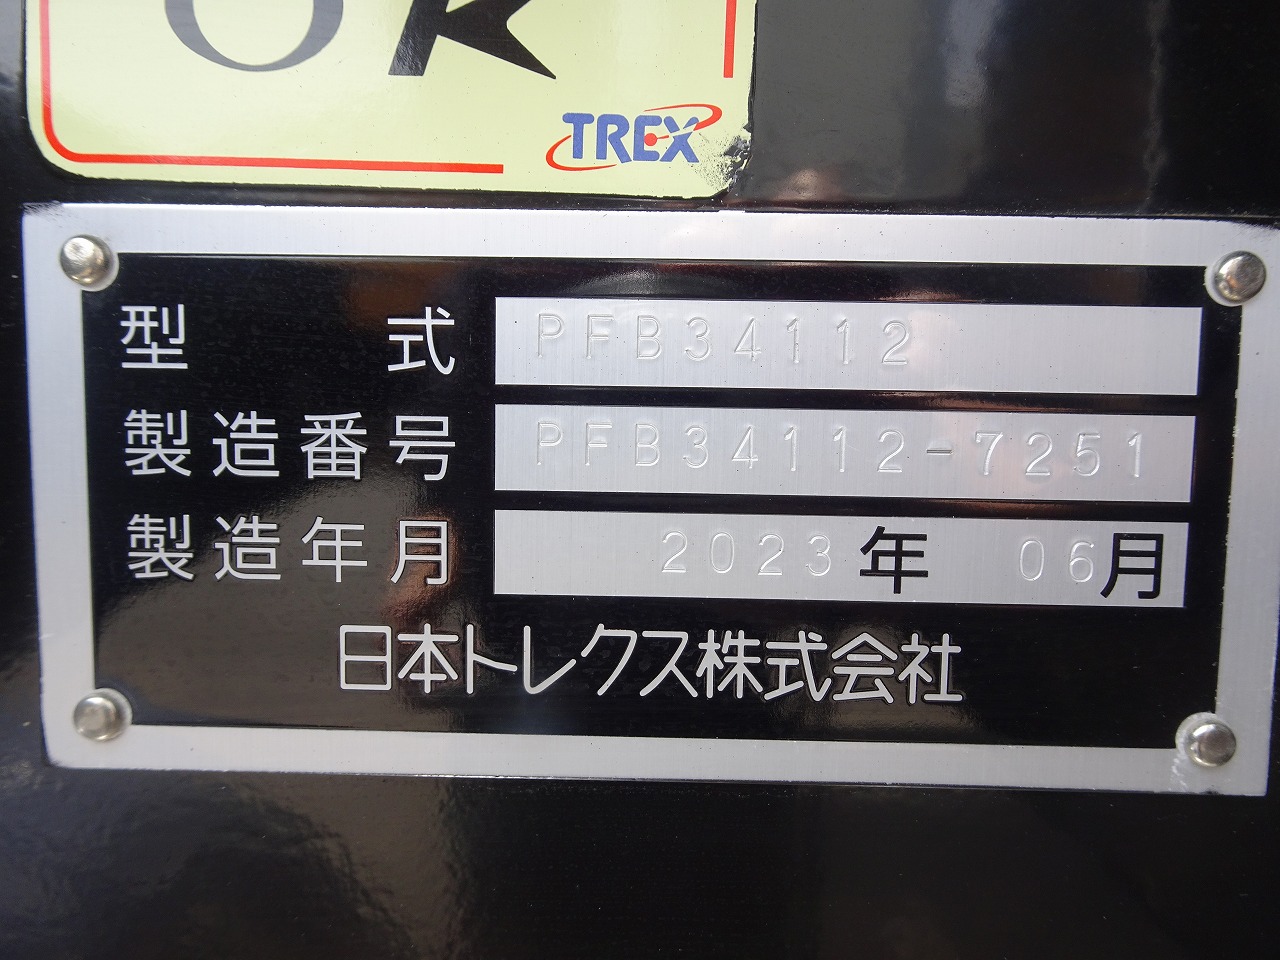 OK
TREX
型式 PFB34112
製造番号 PFB34112-7251
製造年月 2023年 06月
日本トレクス株式会社